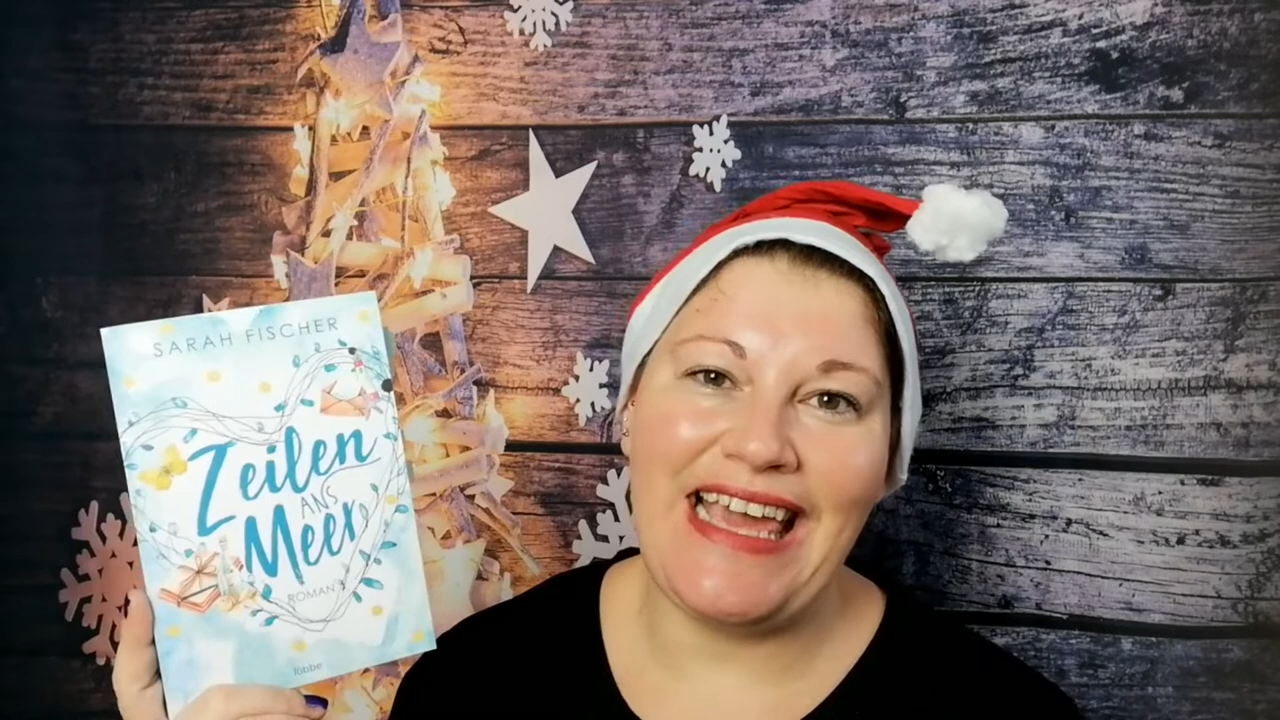 SARAH FISCHER
Zeilen
ANS
Meer
ROMAN
lübbe